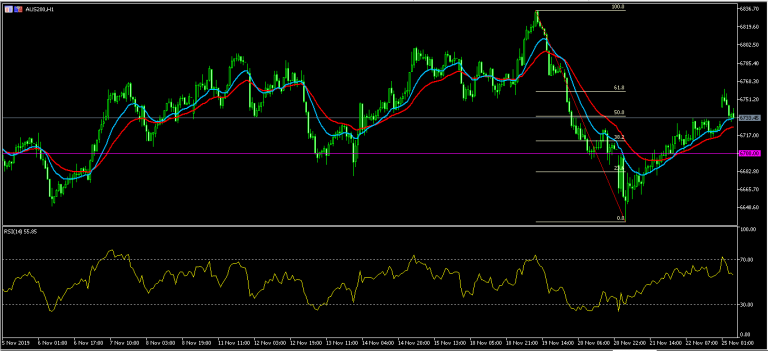 AUS200,H1
6836.70
6819.60
6802.50
6785.40
6768.30
6751.20
6733.45
6717.00
6700.00
6682.80
6665.70
6648.60
100.0
61.8
50.0
38.2
23.6
0.0
RSI(14) 55.85
100.00
70.00
30.00
0.00
5 Nov 2019
6 Nov 01:00
6 Nov 17:00
7 Nov 10:00
8 Nov 03:00
8 Nov 19:00
11 Nov 11:00
12 Nov 03:00
12 Nov 19:00
13 Nov 11:00
14 Nov 04:00
14 Nov 20:00
15 Nov 13:00
18 Nov 05:00
18 Nov 21:00
19 Nov 14:00
20 Nov 06:00
20 Nov 22:00
21 Nov 14:00
22 Nov 07:00
25 Nov 01:00